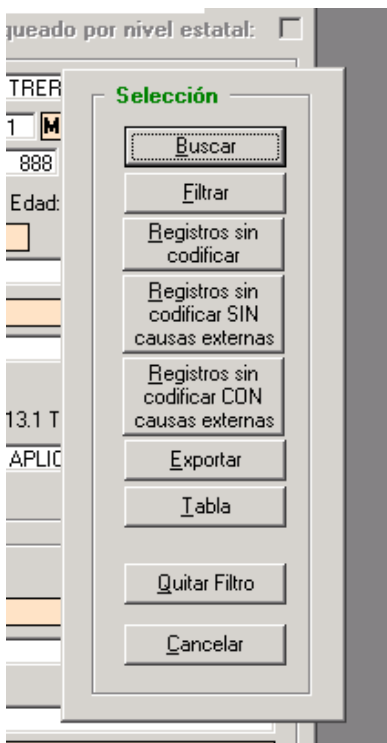 queado por nivel estatal:
TRER
Selección
1 M
Buscar
888
Filtrar
Edad:
Registros sin
codificar
Registros sin
codificar SIN
causas externas
Registros sin
codificar CON
causas externas
13.1 T
APLIC
Exportar
Tabla
Quitar Filtro
Cancelar